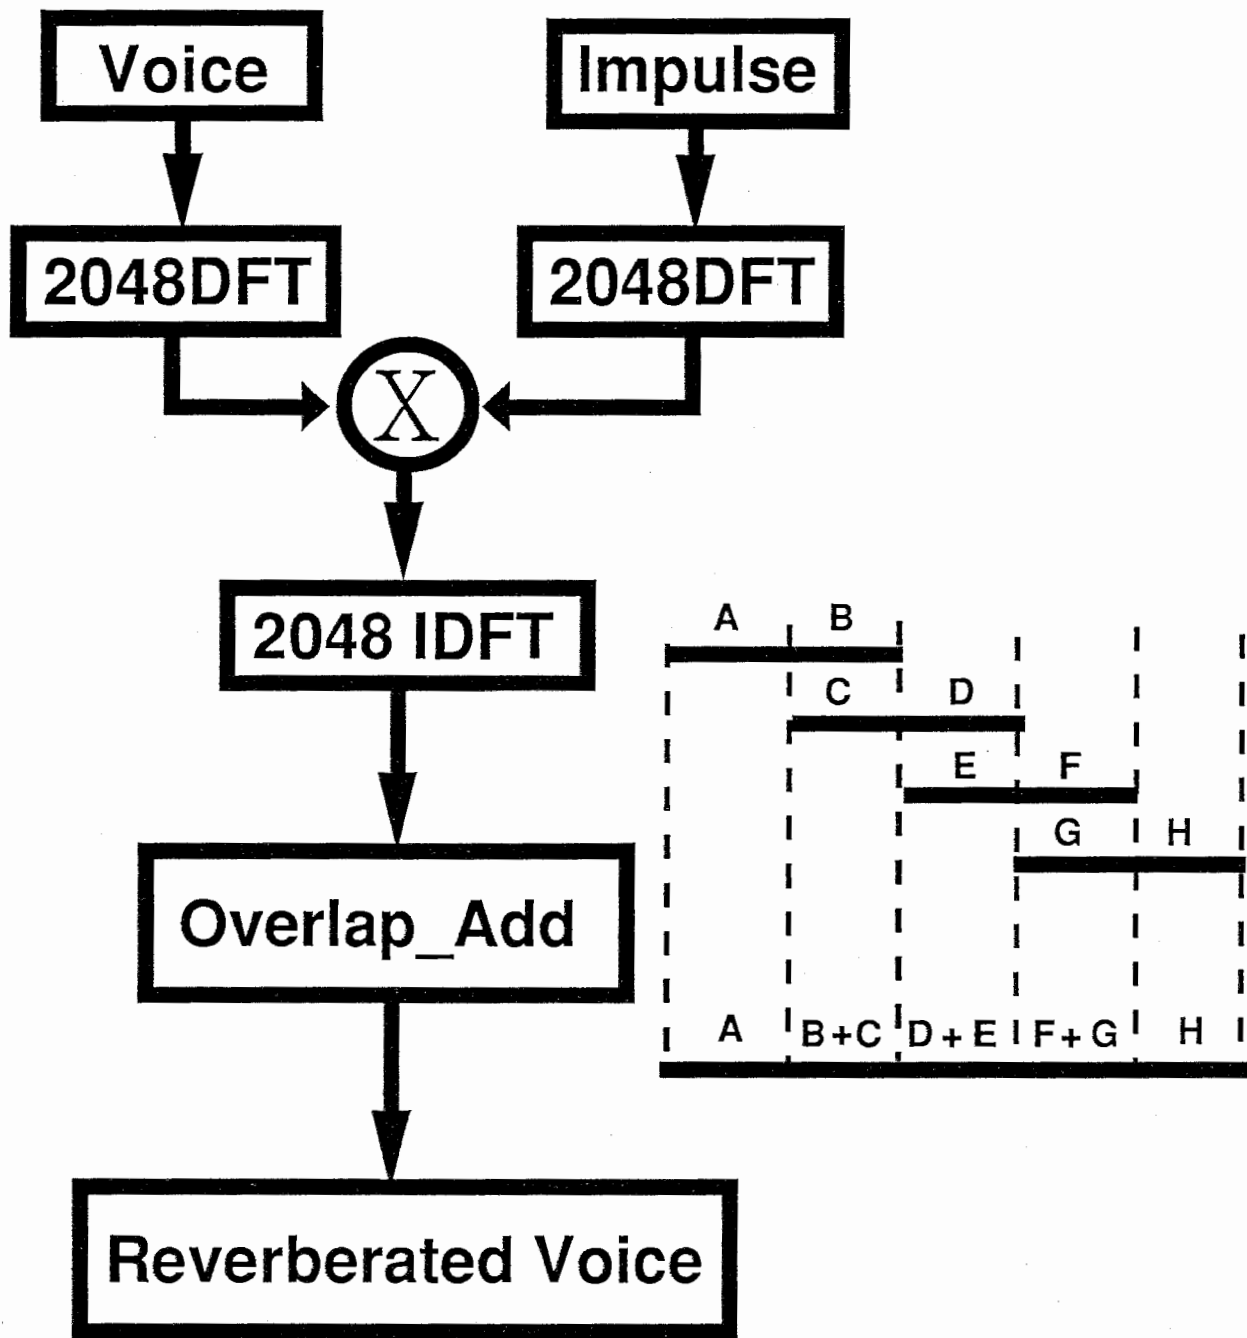 Voice
Impulse
2048DFT
2048DFT
X
2048 IDFT
A B
C D
E F
G H
Overlap_Add
A B+C D+E F+G H
Reverberated Voice